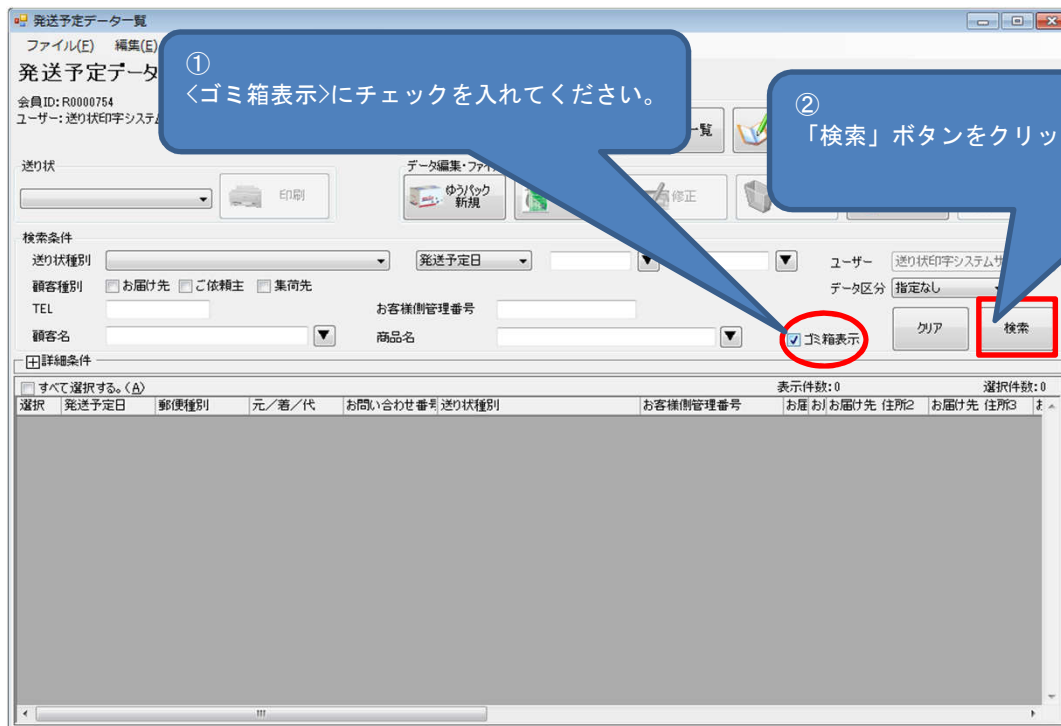 発送予定データ一覧
ファイル(F) 編集(E)
発送予定データ
会員ID:R0000754
ユーザー:送り状印字システム
①
<ゴミ箱表示>にチェックを入れてください。
②
「検索」ボタンをクリッ
一覧
送り状
印刷
データ編集・ファイ
ゆうパック
新規
修正
検索条件
送り状種別 発送予定日 ユーザー 送り状印字システムサ
顧客種別 お届け先 ご依頼主 集荷先 データ区分 指定なし
TEL お客様側管理番号
顧客名 商品名 ゴミ箱表示 クリア 検索
詳細条件
すべて選択する。(A) 表示件数:0 選択件数:0
選択 発送予定日 郵便種別 元/着/代 お問い合わせ番号 送り状種別 お客様側管理番号 お届 お届け先 住所2 お届け先 住所3